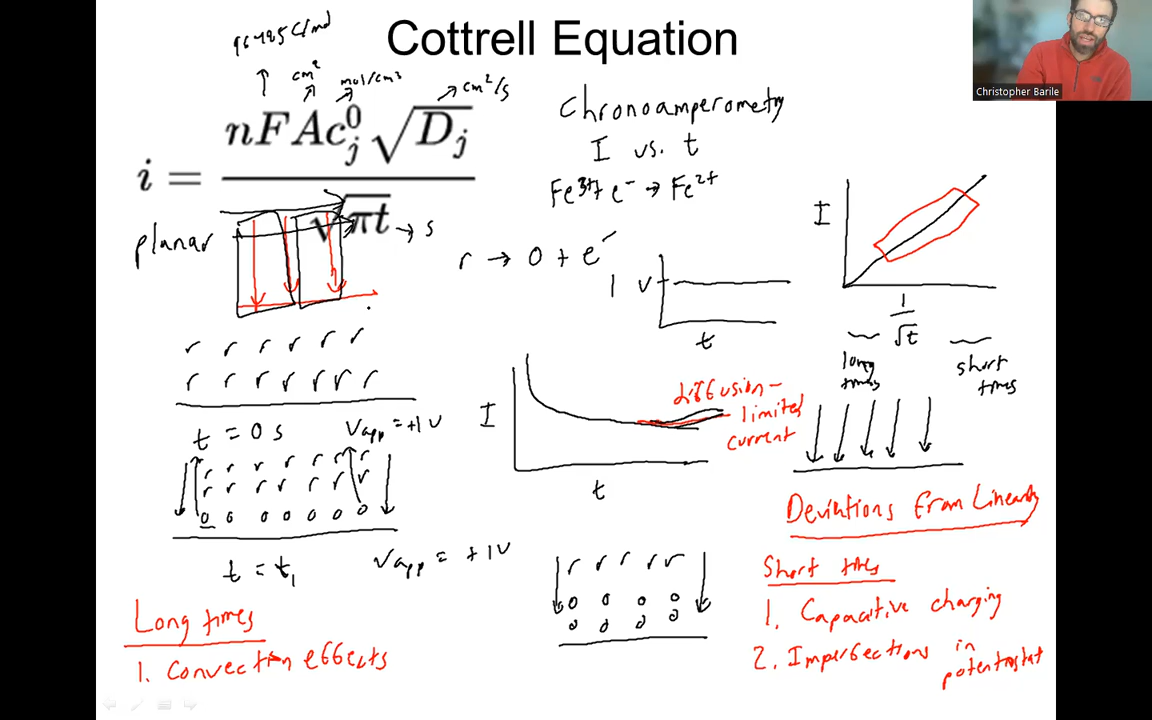 Cottrell Equation
Christopher Barile
96485 C/mol
cm²
mol/cm³
cm²/s
i = nFAc⁰ⱼ√Dⱼ / √πt
→ s
planar
Chronoamperometry
I vs. t
Fe³⁺+e⁻ → Fe²⁺
r → O + e⁻
1 V
t
I
1/√t
long times
short times
r r r r r r
r r r r r r r
t = 0 s
Vapp = +1 V
r r r r r r r
r r r r r r r
o o o o o o o
t = t₁
Vapp = +1V
I
t
diffusion-
limited
current
r r r r r
o o o o
o o o o
Deviations from Linearity
Short times
1. Capacitive charging
2. Imperfections in
potentiostat
Long times
1. Convection effects